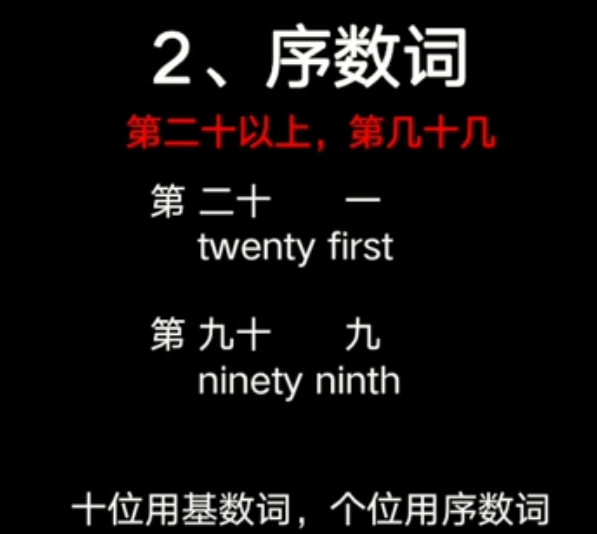 2、序数词
第二十以上，第几十几
第 二十 一
twenty first
第 九十 九
ninety ninth
十位用基数词，个位用序数词